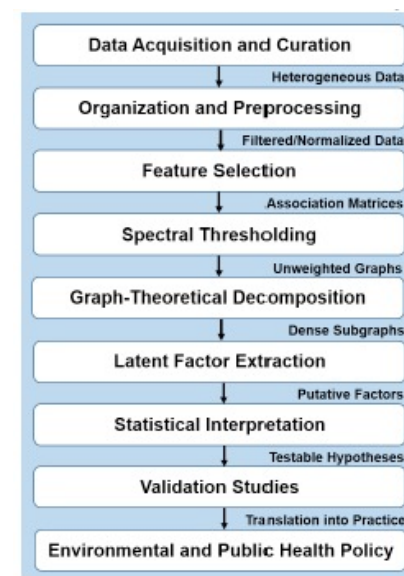 Data Acquisition and Curation
Heterogeneous Data
Organization and Preprocessing
Filtered/Normalized Data
Feature Selection
Association Matrices
Spectral Thresholding
Unweighted Graphs
Graph-Theoretical Decomposition
Dense Subgraphs
Latent Factor Extraction
Putative Factors
Statistical Interpretation
Testable Hypotheses
Validation Studies
Translation into Practice
Environmental and Public Health Policy